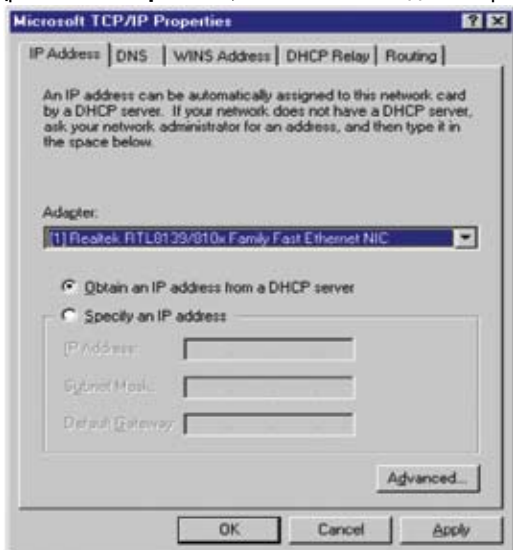 Microsoft TCP/IP Properties
IP Address DNS WINS Address DHCP Relay Routing
An IP address can be automatically assigned to this network card
by a DHCP server. If your network does not have a DHCP server,
ask your network administrator for an address, and then type it in
the space below.
Adapter:
[1] Realtek RTL8139/810x Family Fast Ethernet NIC
Obtain an IP address from a DHCP server
Specify an IP address
IP Address:
Subnet Mask:
Default Gateway:
Advanced...
OK Cancel Apply